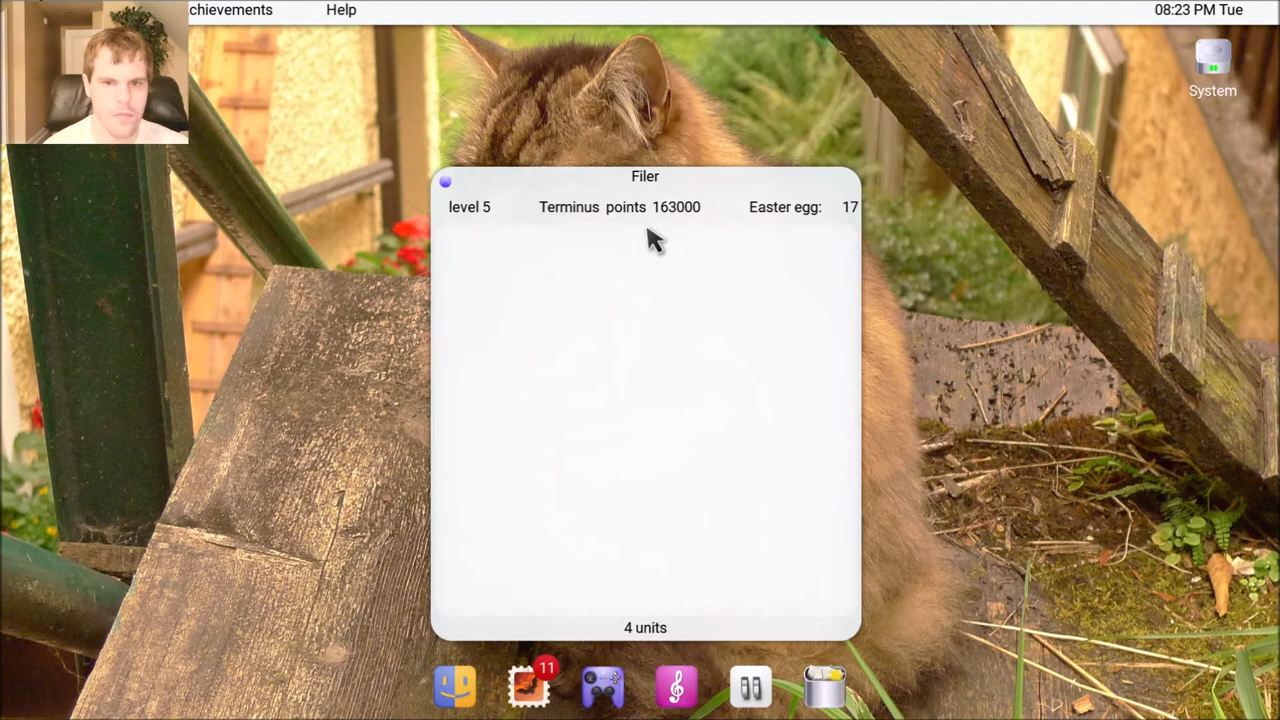 chievements Help 08:23 PM Tue
System
Filer
level 5 Terminus points 163000 Easter egg: 17
4 units
11